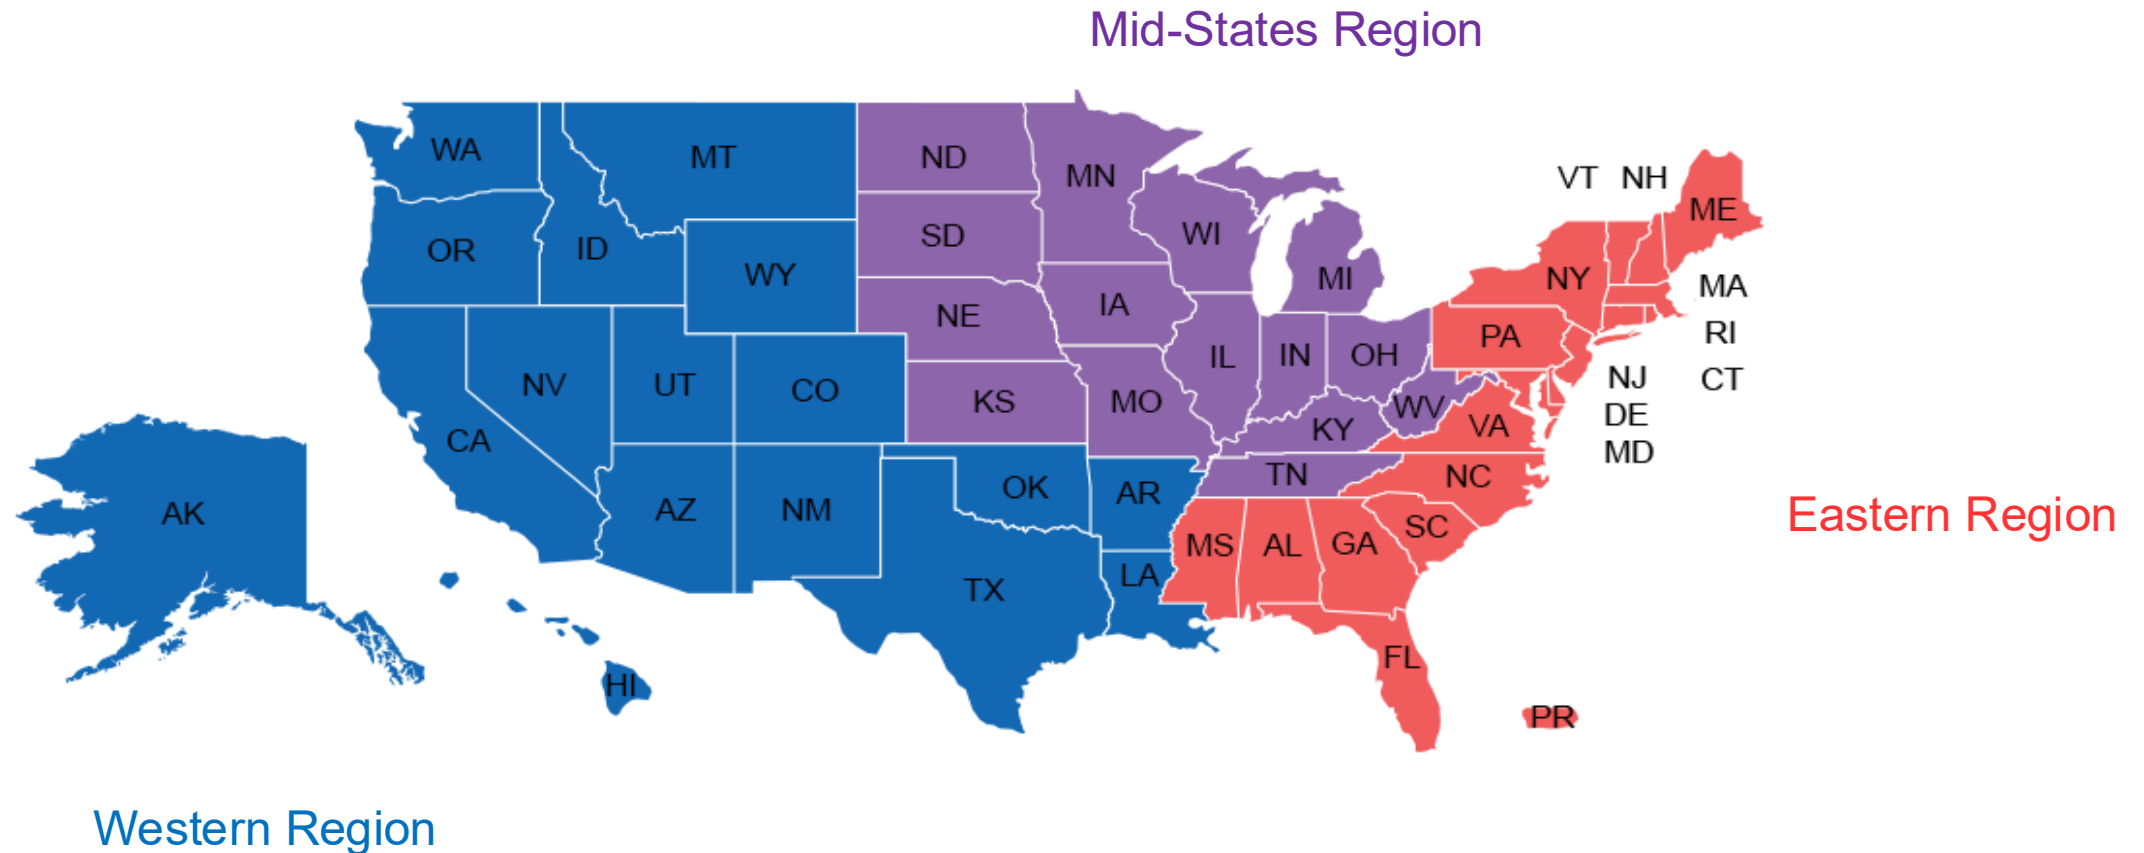 Mid-States Region
WA
MT
ND
MN
VT NH
ME
OR
ID
SD
WI
WY
MI
NY
MA
NE
IA
RI
PA
NV
UT
CO
KS
MO
IL
IN
OH
NJ
CT
WV
DE
CA
KY
VA
MD
AK
AZ
NM
OK
AR
TN
NC
Eastern Region
MS
AL
GA
SC
TX
LA
HI
FL
PR
Western Region